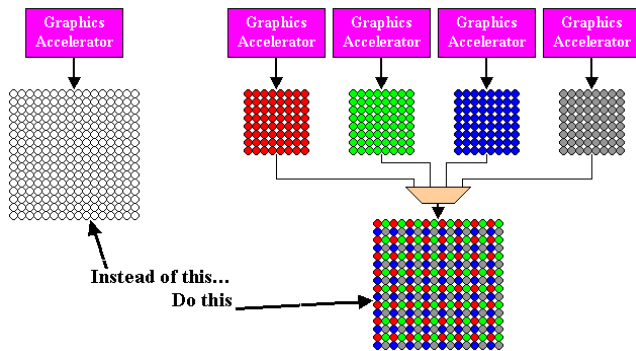 Graphics
Accelerator
Graphics
Accelerator
Graphics
Accelerator
Graphics
Accelerator
Graphics
Accelerator
Instead of this...
Do this